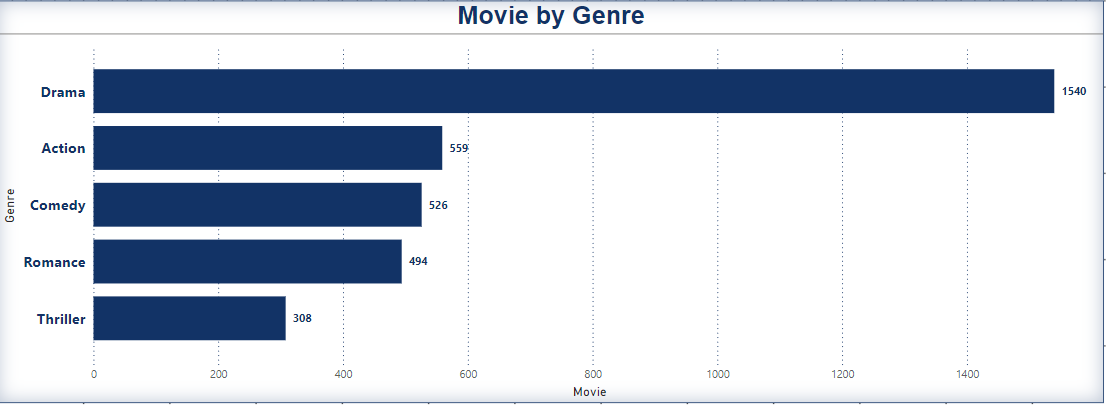 Movie by Genre
Genre
Drama 1540
Action 559
Comedy 526
Romance 494
Thriller 308
0 200 400 600 800 1000 1200 1400
Movie